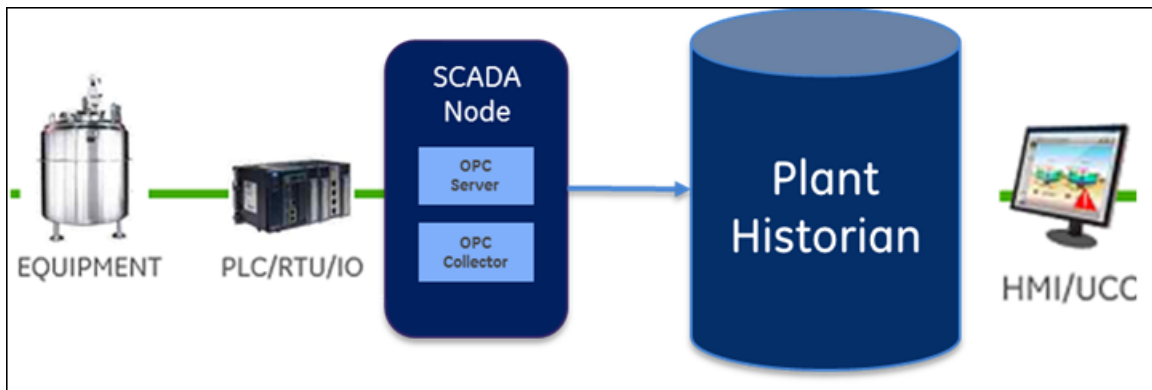 SCADA
Node
OPC
Server
OPC
Collector
Plant
Historian
EQUIPMENT
PLC/RTU/IO
HMI/UCC